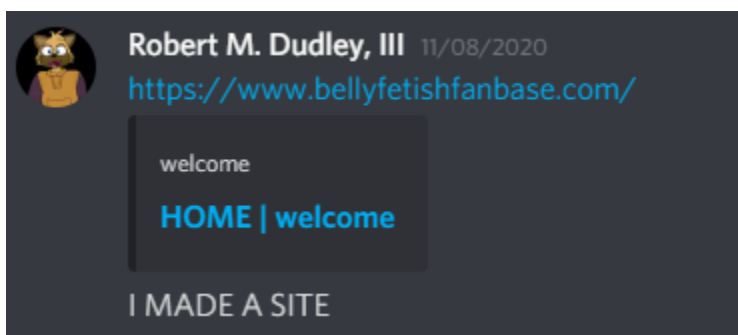 Robert M. Dudley, III 11/08/2020
https://www.bellyfetishfanbase.com/
welcome
HOME | welcome
I MADE A SITE